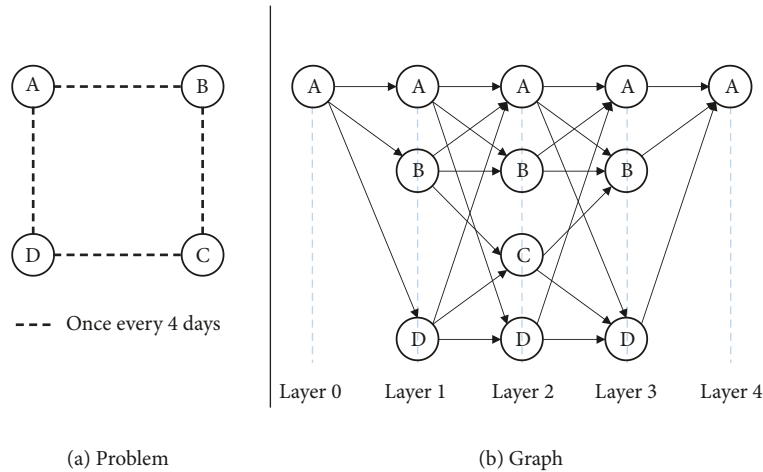 A B
D C
Once every 4 days
(a) Problem
A A A A A
B B B
C
D D D
Layer 0 Layer 1 Layer 2 Layer 3 Layer 4
(b) Graph